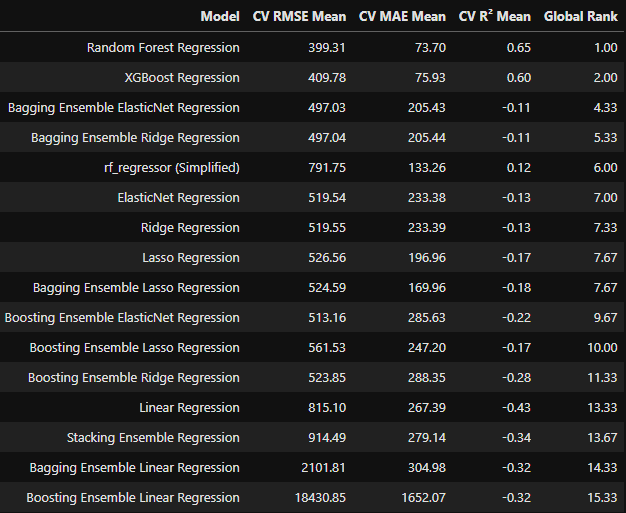 Model CV RMSE Mean CV MAE Mean CV R² Mean Global Rank
Random Forest Regression 399.31 73.70 0.65 1.00
XGBoost Regression 409.78 75.93 0.60 2.00
Bagging Ensemble ElasticNet Regression 497.03 205.43 -0.11 4.33
Bagging Ensemble Ridge Regression 497.04 205.44 -0.11 5.33
rf_regressor (Simplified) 791.75 133.26 0.12 6.00
ElasticNet Regression 519.54 233.38 -0.13 7.00
Ridge Regression 519.55 233.39 -0.13 7.33
Lasso Regression 526.56 196.96 -0.17 7.67
Bagging Ensemble Lasso Regression 524.59 169.96 -0.18 7.67
Boosting Ensemble ElasticNet Regression 513.16 285.63 -0.22 9.67
Boosting Ensemble Lasso Regression 561.53 247.20 -0.17 10.00
Boosting Ensemble Ridge Regression 523.85 288.35 -0.28 11.33
Linear Regression 815.10 267.39 -0.43 13.33
Stacking Ensemble Regression 914.49 279.14 -0.34 13.67
Bagging Ensemble Linear Regression 2101.81 304.98 -0.32 14.33
Boosting Ensemble Linear Regression 18430.85 1652.07 -0.32 15.33